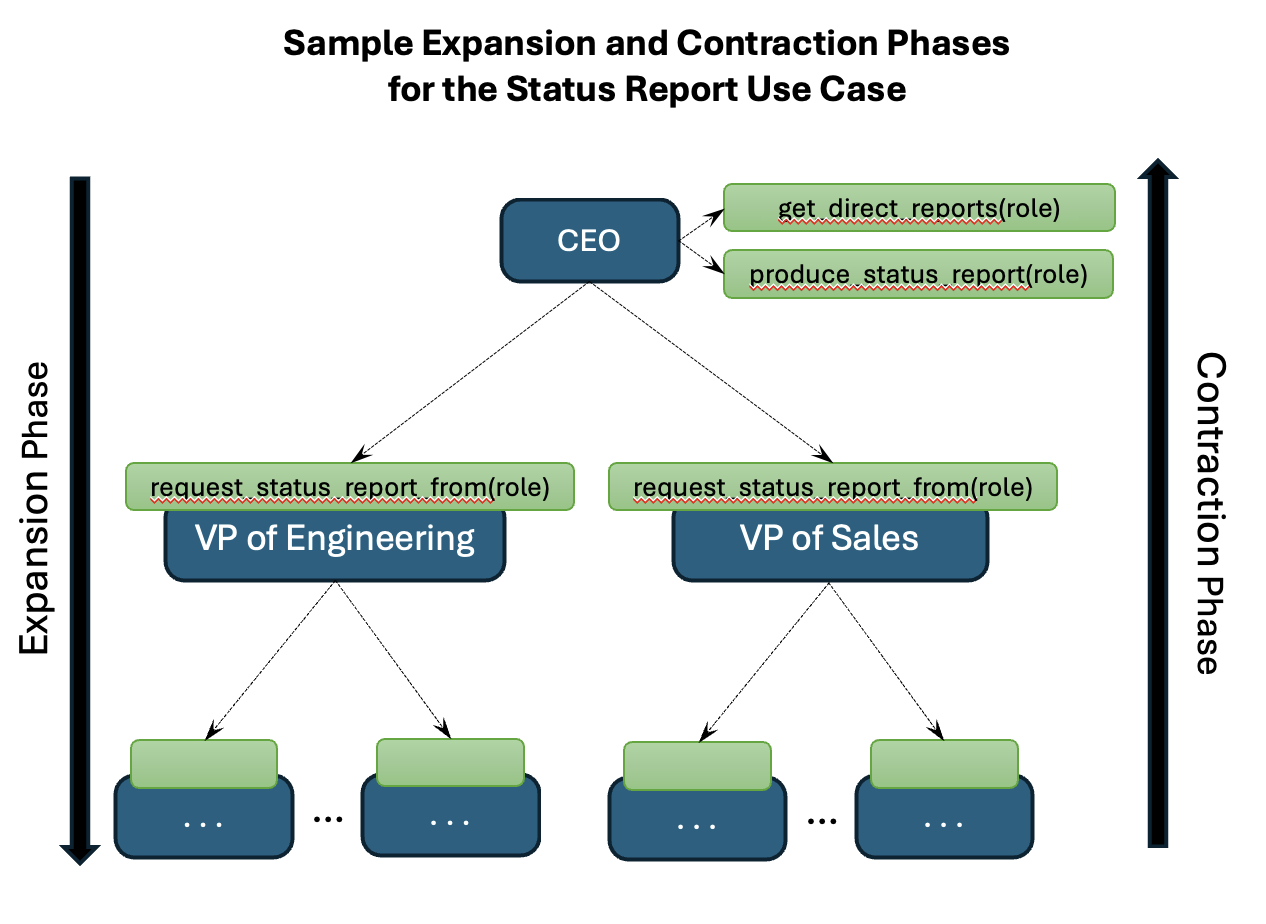 Sample Expansion and Contraction Phases
for the Status Report Use Case
CEO
get_direct_reports(role)
produce_status_report(role)
Expansion Phase
Contraction Phase
request_status_report_from(role)
request_status_report_from(role)
VP of Engineering
VP of Sales
. . .
...
. . .
. . .
...
. . .